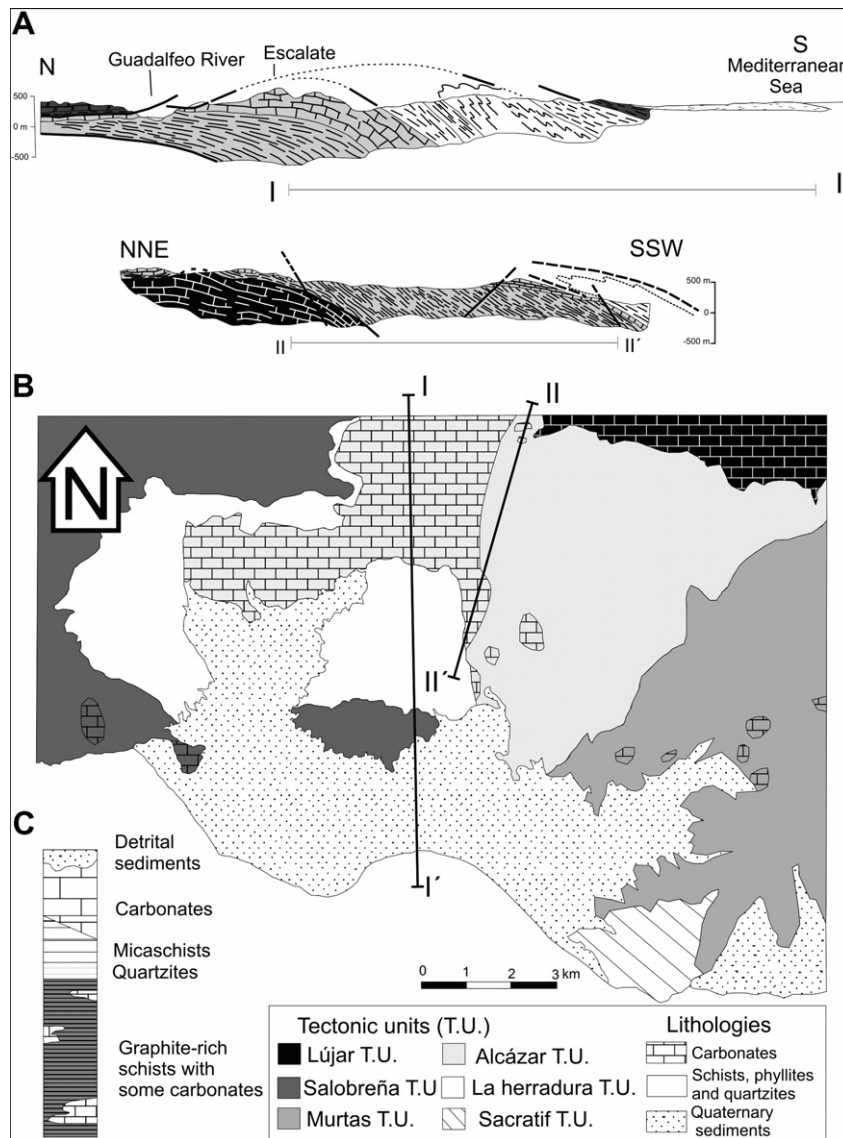 A
N
Guadalfeo River
Escalate
S
Mediterranean
Sea
500
0 m
-500
I
I
NNE
SSW
500 m
0
-500 m
II
II´
B
I
II
N
II´
I´
C
Detrital
sediments
Carbonates
Micaschists
Quartzites
Graphite-rich
schists with
some carbonates
0 1 2 3 km
Tectonic units (T.U.)
Lújar T.U.
Alcázar T.U.
Salobreña T.U
La herradura T.U.
Murtas T.U.
Sacratif T.U.
Lithologies
Carbonates
Schists, phyllites
and quartzites
Quaternary
sediments